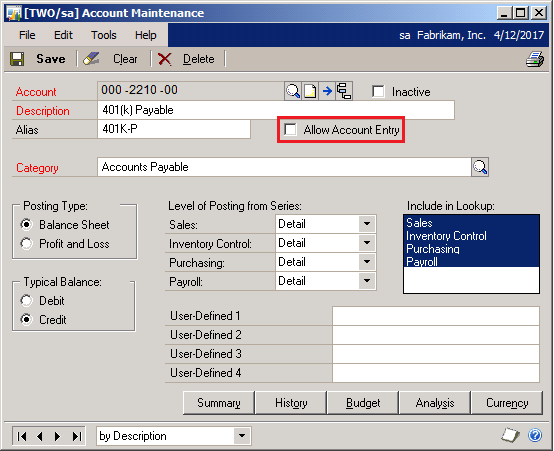 [TWO/sa] Account Maintenance
File Edit Tools Help sa Fabrikam, Inc. 4/12/2017
Save Clear Delete
Account 000 -2210 -00 Inactive
Description 401(k) Payable
Alias 401K-P Allow Account Entry
Category Accounts Payable
Posting Type: Level of Posting from Series: Include in Lookup:
Balance Sheet Sales: Detail Sales
Profit and Loss Inventory Control: Detail Inventory Control
Purchasing: Detail Purchasing
Typical Balance: Payroll: Detail Payroll
Debit
Credit
User-Defined 1
User-Defined 2
User-Defined 3
User-Defined 4
Summary History Budget Analysis Currency
by Description